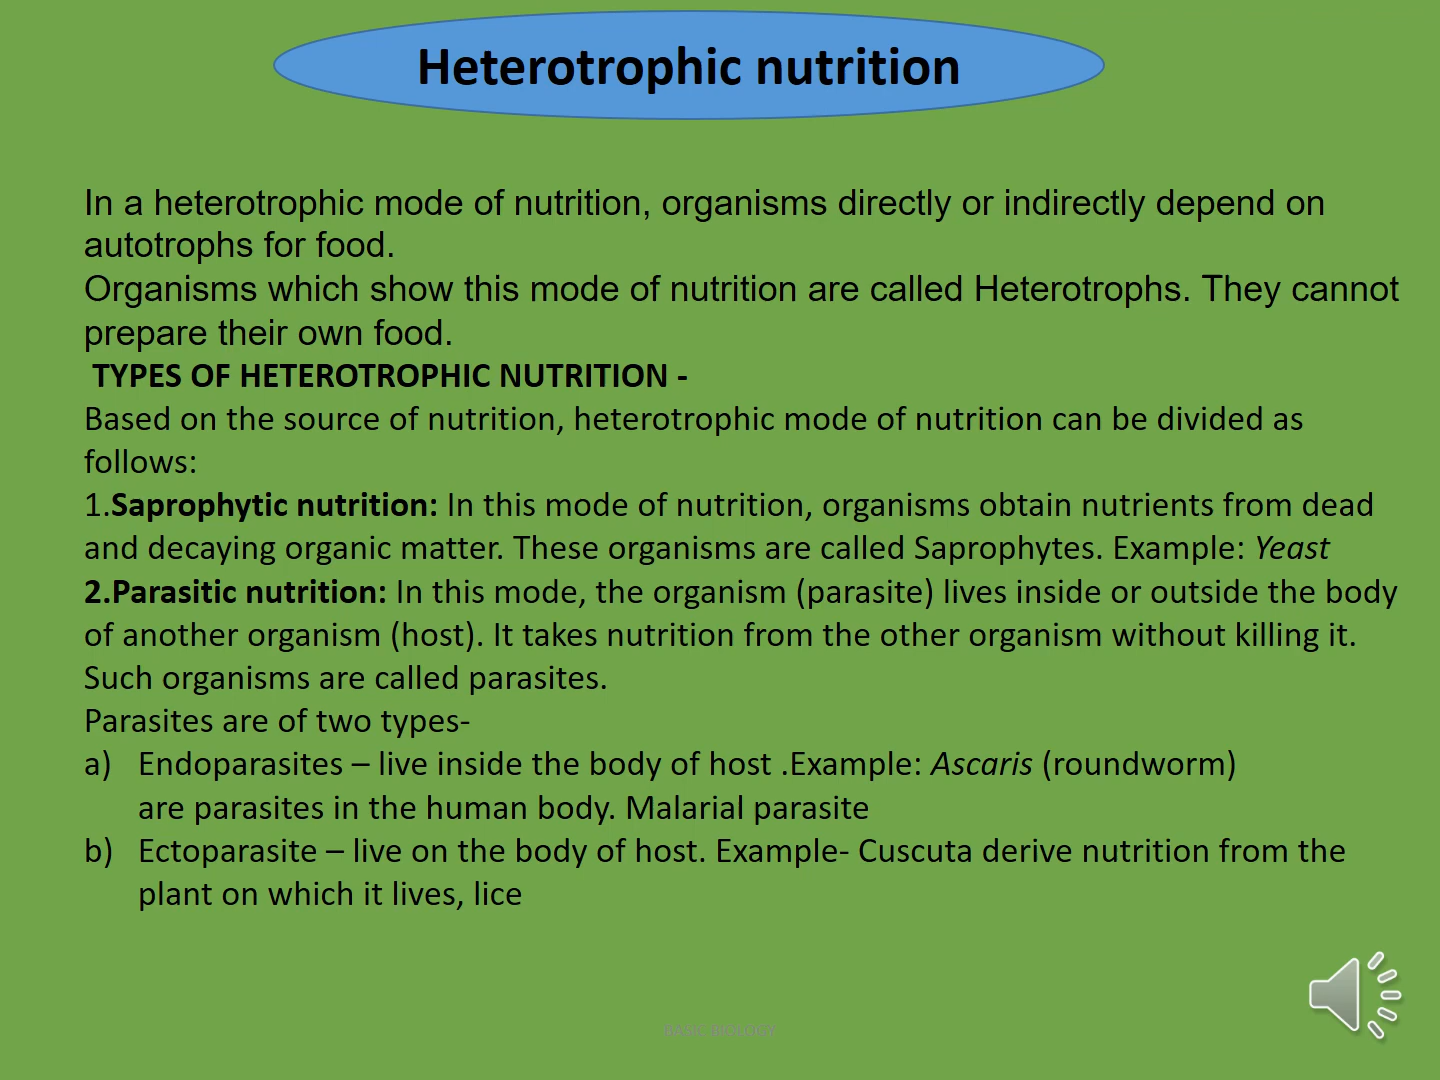 Heterotrophic nutrition
In a heterotrophic mode of nutrition, organisms directly or indirectly depend on
autotrophs for food.
Organisms which show this mode of nutrition are called Heterotrophs. They cannot
prepare their own food.
TYPES OF HETEROTROPHIC NUTRITION -
Based on the source of nutrition, heterotrophic mode of nutrition can be divided as
follows:
1.Saprophytic nutrition: In this mode of nutrition, organisms obtain nutrients from dead
and decaying organic matter. These organisms are called Saprophytes. Example: Yeast
2.Parasitic nutrition: In this mode, the organism (parasite) lives inside or outside the body
of another organism (host). It takes nutrition from the other organism without killing it.
Such organisms are called parasites.
Parasites are of two types-
a) Endoparasites – live inside the body of host .Example: Ascaris (roundworm)
are parasites in the human body. Malarial parasite
b) Ectoparasite – live on the body of host. Example- Cuscuta derive nutrition from the
plant on which it lives, lice
BIOLOGY